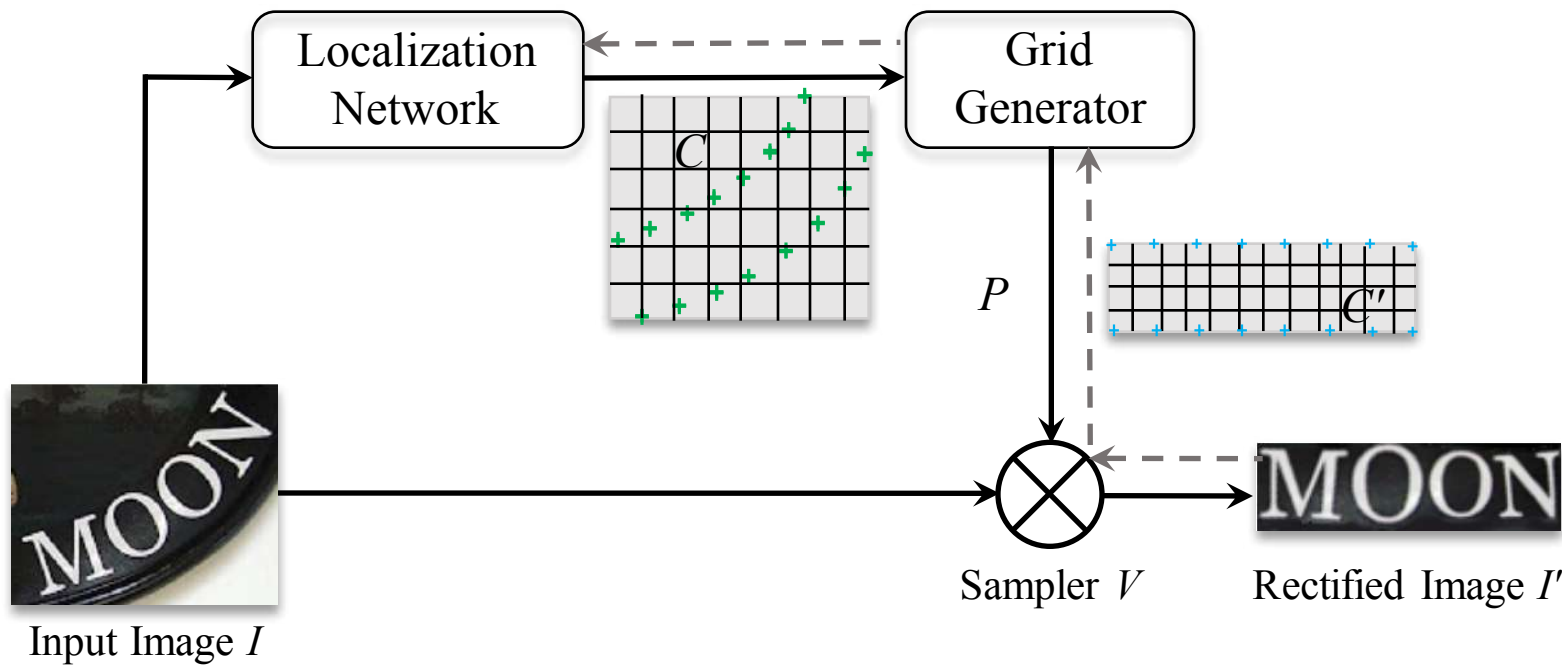 Localization
Network
Grid
Generator
C
P
C'
MOON
MOON
Sampler V
Rectified Image I'
Input Image I